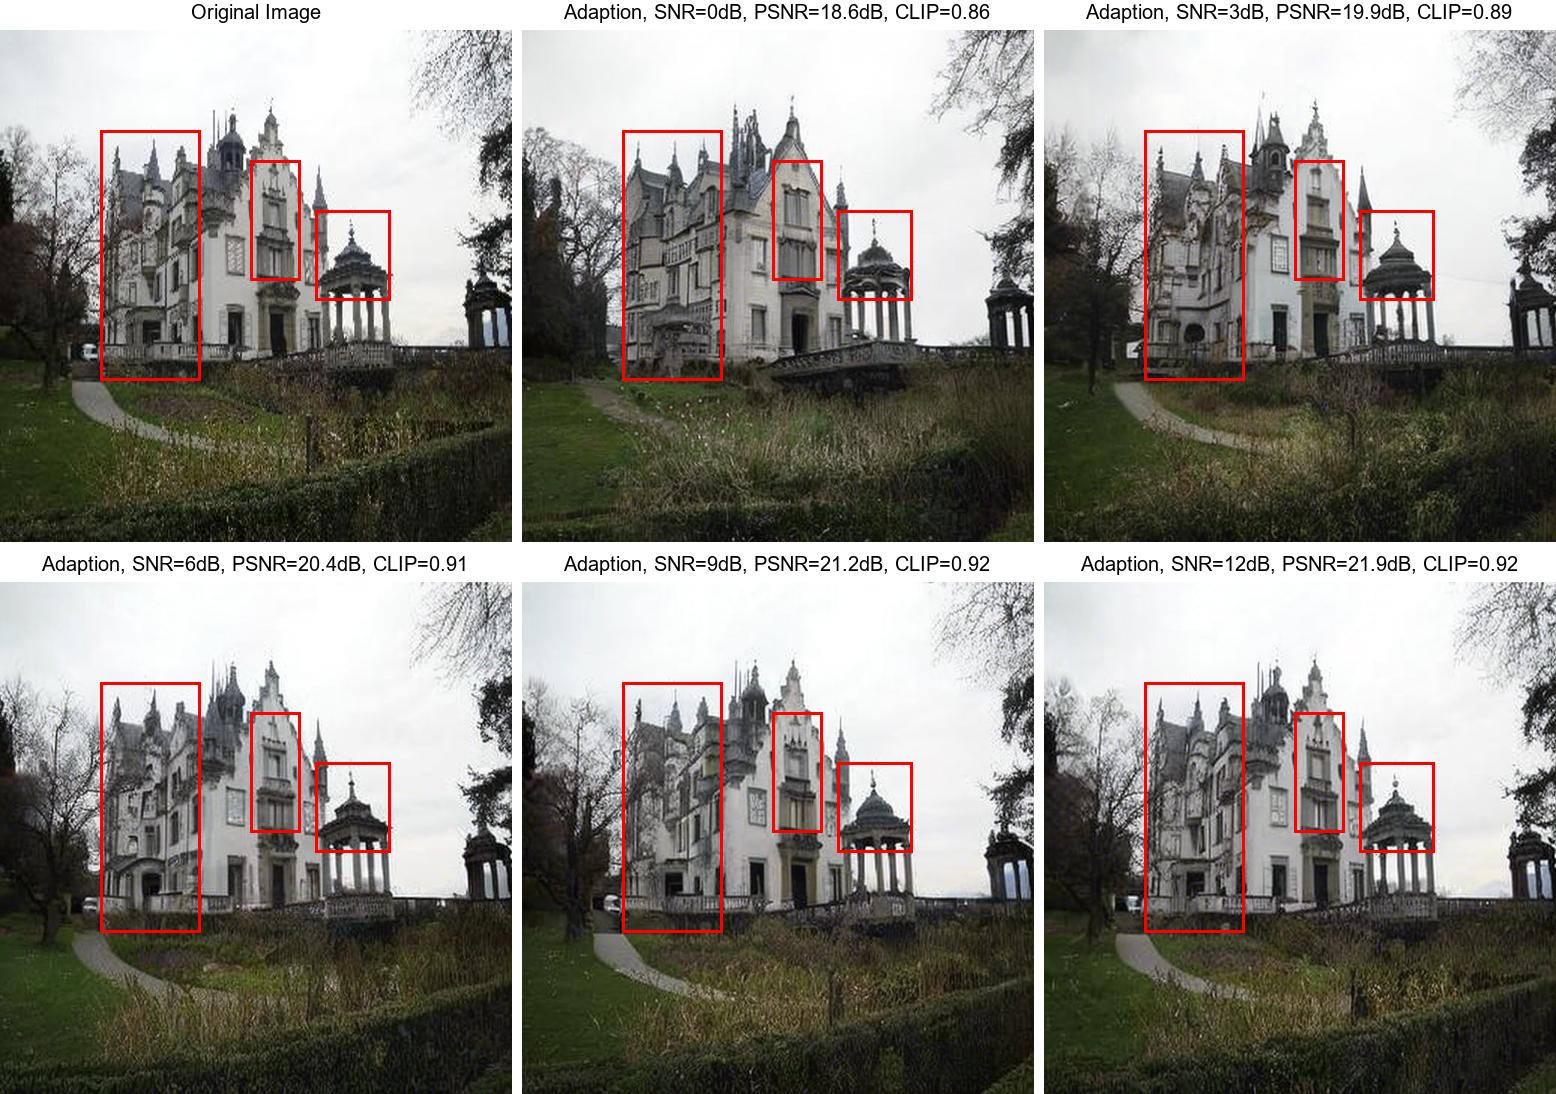 Original Image
Adaption, SNR=0dB, PSNR=18.6dB, CLIP=0.86
Adaption, SNR=3dB, PSNR=19.9dB, CLIP=0.89
Adaption, SNR=6dB, PSNR=20.4dB, CLIP=0.91
Adaption, SNR=9dB, PSNR=21.2dB, CLIP=0.92
Adaption, SNR=12dB, PSNR=21.9dB, CLIP=0.92